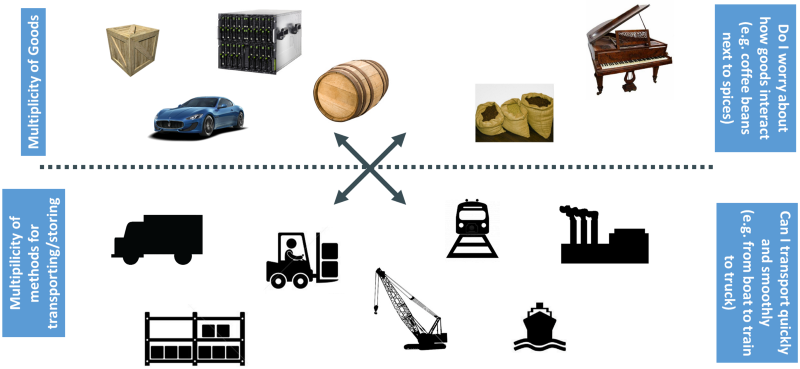 Multiplicity of Goods
Do I worry about
how goods interact
(e.g. coffee beans
next to spices)
Multipilicity of
methods for
transporting/storing
Can I transport quickly
and smoothly
(e.g. from boat to train
to truck)